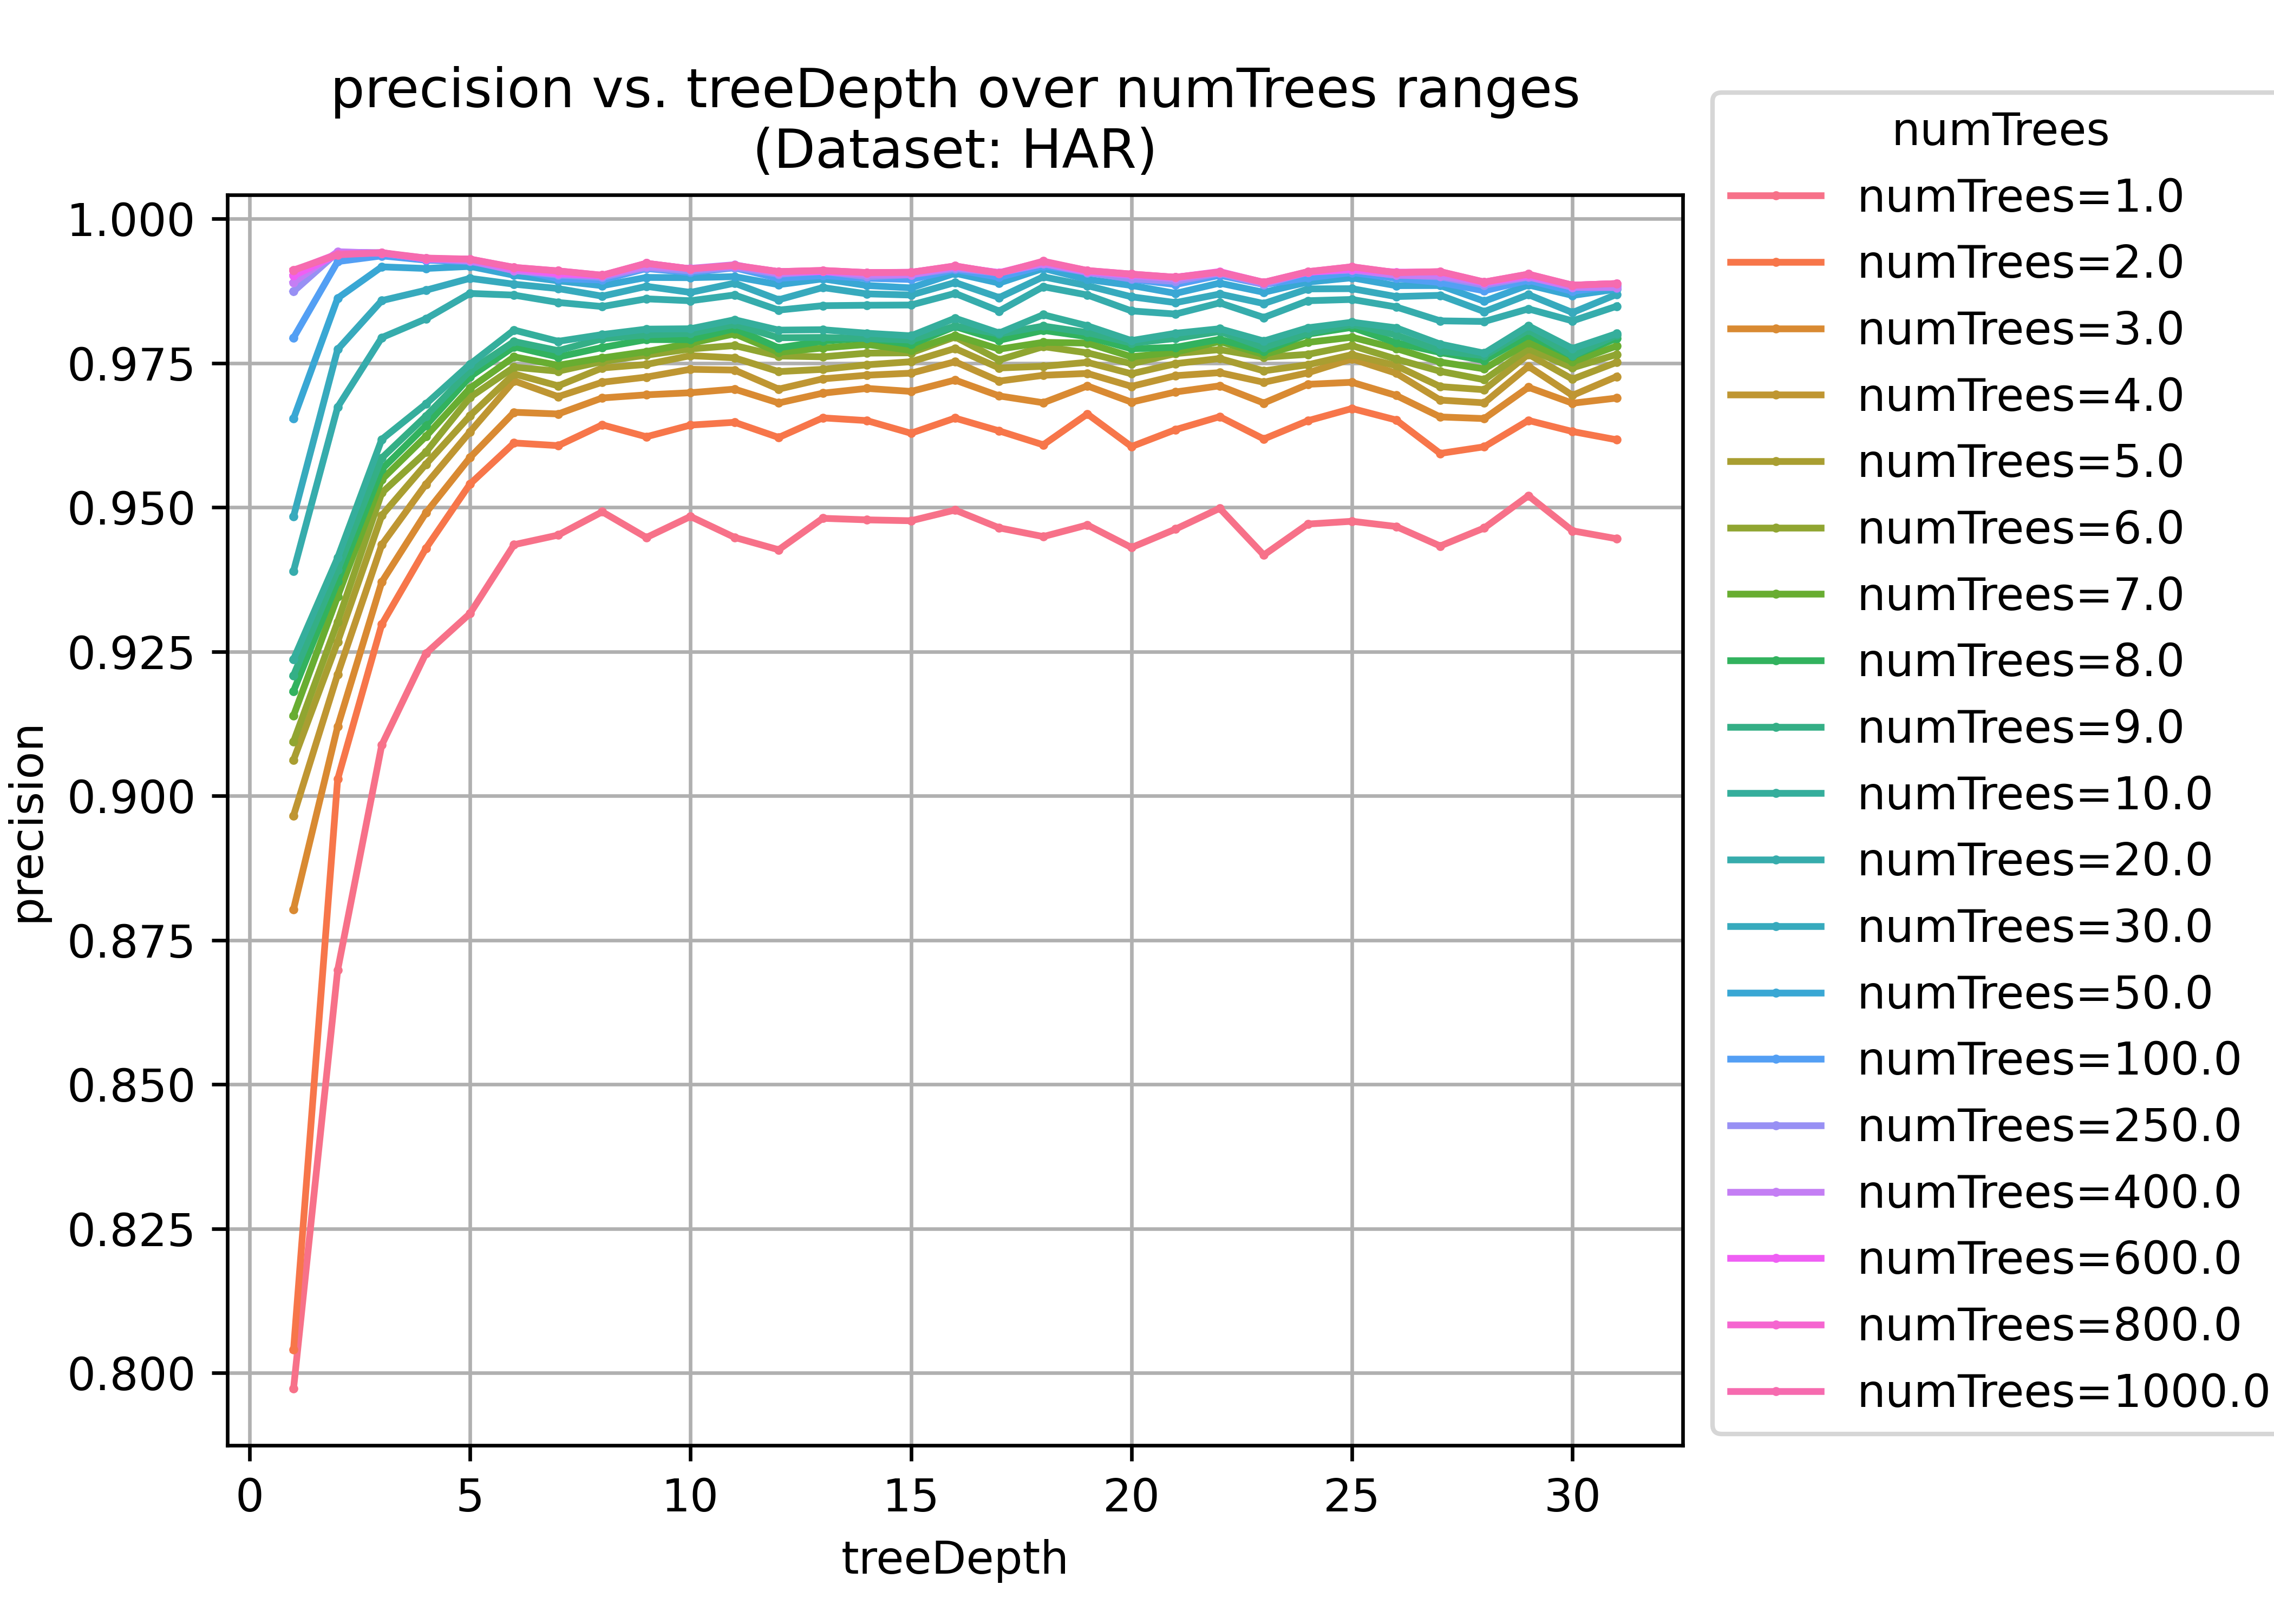 precision vs. treeDepth over numTrees ranges
(Dataset: HAR)
precision
1.000
0.975
0.950
0.925
0.900
0.875
0.850
0.825
0.800
0
5
10
15
20
25
30
treeDepth
numTrees
numTrees=1.0
numTrees=2.0
numTrees=3.0
numTrees=4.0
numTrees=5.0
numTrees=6.0
numTrees=7.0
numTrees=8.0
numTrees=9.0
numTrees=10.0
numTrees=20.0
numTrees=30.0
numTrees=50.0
numTrees=100.0
numTrees=250.0
numTrees=400.0
numTrees=600.0
numTrees=800.0
numTrees=1000.0